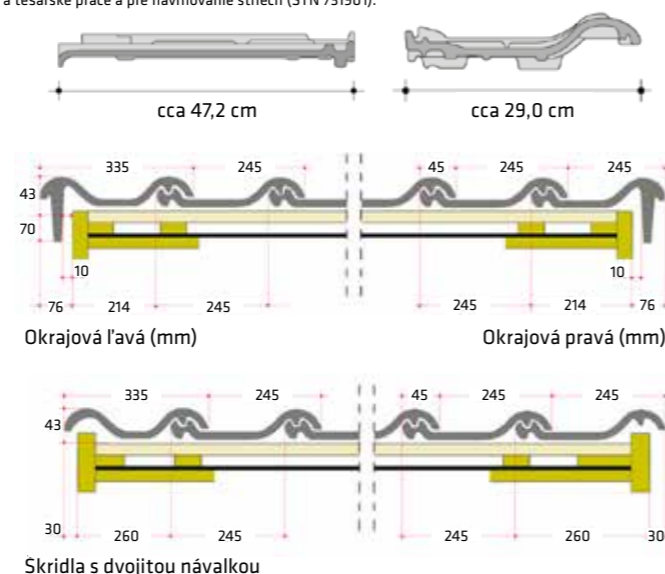 a tesárske práce a pre navrhovanie striech (STN 731901).
cca 47,2 cm
cca 29,0 cm
335 245 45 245 245
43
70
10 10
76 214 245 245 214 76
Okrajová ľavá (mm) Okrajová pravá (mm)
335 245 45 245 245
43
30 260 245 245 260 30
Škridla s dvojitou návalkou